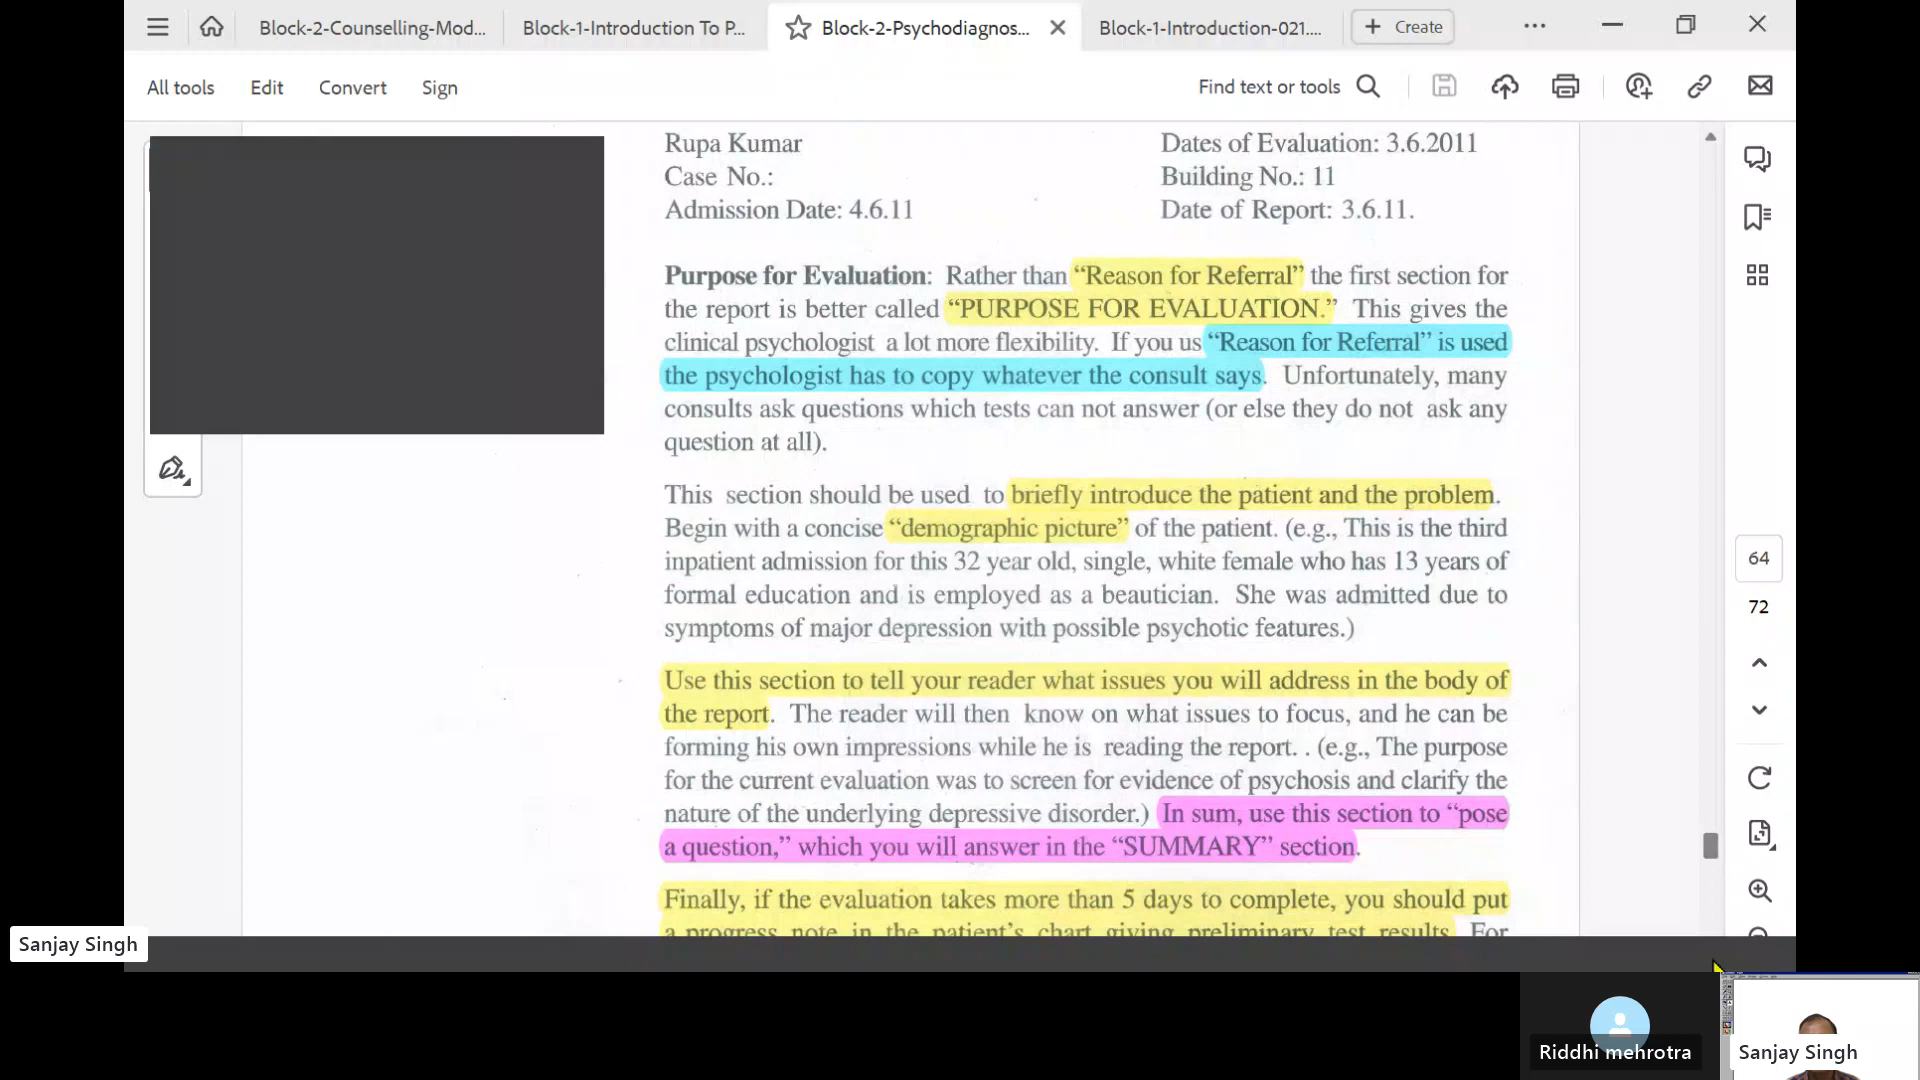 Block-2-Counselling-Mod...
Block-1-Introduction To P...
Block-2-Psychodiagnos...
Block-1-Introduction-021....
Create
All tools
Edit
Convert
Sign
Find text or tools
Rupa Kumar
Dates of Evaluation: 3.6.2011
Case No.:
Building No.: 11
Admission Date: 4.6.11
Date of Report: 3.6.11.
Purpose for Evaluation: Rather than “Reason for Referral” the first section for
the report is better called “PURPOSE FOR EVALUATION.” This gives the
clinical psychologist a lot more flexibility. If you us “Reason for Referral” is used
the psychologist has to copy whatever the consult says. Unfortunately, many
consults ask questions which tests can not answer (or else they do not ask any
question at all).
This section should be used to briefly introduce the patient and the problem.
Begin with a concise “demographic picture” of the patient. (e.g., This is the third
inpatient admission for this 32 year old, single, white female who has 13 years of
formal education and is employed as a beautician. She was admitted due to
symptoms of major depression with possible psychotic features.)
Use this section to tell your reader what issues you will address in the body of
the report. The reader will then know on what issues to focus, and he can be
forming his own impressions while he is reading the report. . (e.g., The purpose
for the current evaluation was to screen for evidence of psychosis and clarify the
nature of the underlying depressive disorder.) In sum, use this section to “pose
a question,” which you will answer in the “SUMMARY” section.
Finally, if the evaluation takes more than 5 days to complete, you should put
a progress note in the patient’s chart giving preliminary test results. For
64
72
Sanjay Singh
Riddhi mehrotra
Sanjay Singh